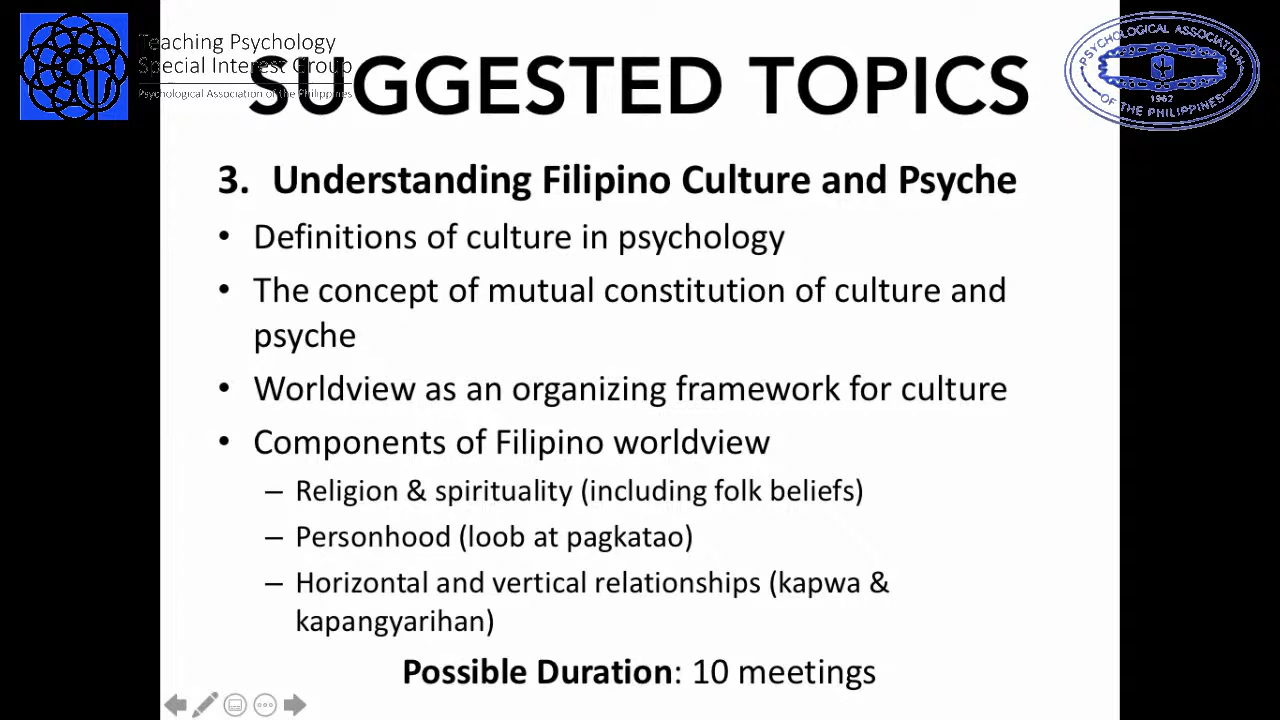 Teaching Psychology
Special Interest Group
Psychological Association of the Philippines
SUGGESTED TOPICS
PSYCHOLOGICAL ASSOCIATION
1962
OF THE PHILIPPINES
3. Understanding Filipino Culture and Psyche
• Definitions of culture in psychology
• The concept of mutual constitution of culture and
psyche
• Worldview as an organizing framework for culture
• Components of Filipino worldview
– Religion & spirituality (including folk beliefs)
– Personhood (loob at pagkatao)
– Horizontal and vertical relationships (kapwa &
kapangyarihan)
Possible Duration: 10 meetings